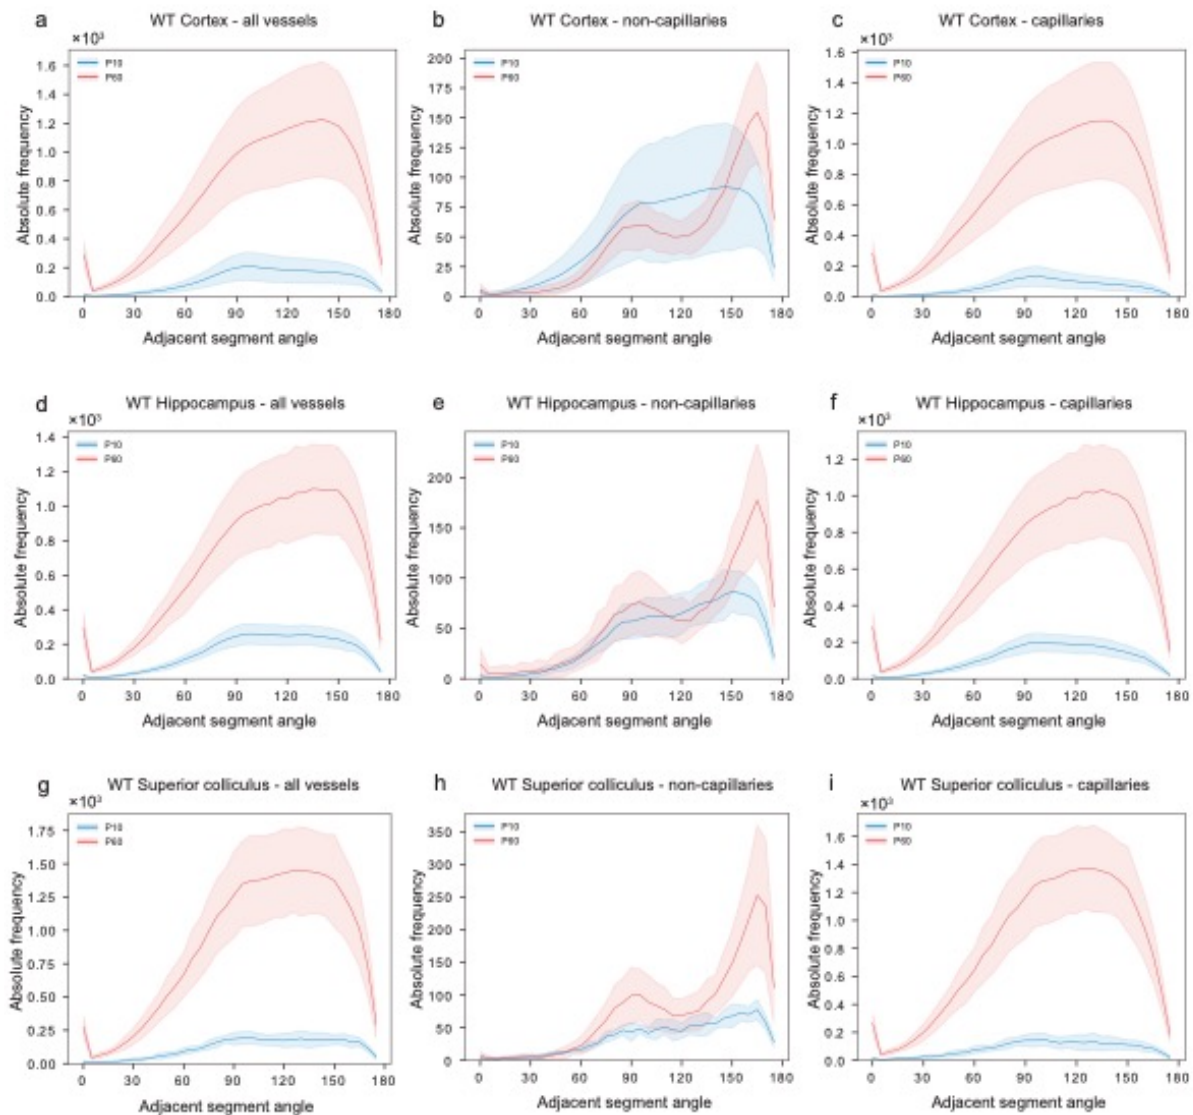 a WT Cortex - all vessels
×10³
P10
P60
1.6
1.4
1.2
1.0
0.8
0.6
0.4
0.2
0.0
Absolute frequency
0 30 60 90 120 150 180
Adjacent segment angle
b WT Cortex - non-capillaries
P10
P60
200
175
150
125
100
75
50
25
0
Absolute frequency
0 30 60 90 120 150 180
Adjacent segment angle
c WT Cortex - capillaries
×10³
P10
P60
1.6
1.4
1.2
1.0
0.8
0.6
0.4
0.2
0.0
Absolute frequency
0 30 60 90 120 150 180
Adjacent segment angle
d WT Hippocampus - all vessels
×10³
P10
P60
1.4
1.2
1.0
0.8
0.6
0.4
0.2
0.0
Absolute frequency
0 30 60 90 120 150 180
Adjacent segment angle
e WT Hippocampus - non-capillaries
P10
P60
200
150
100
50
0
Absolute frequency
0 30 60 90 120 150 180
Adjacent segment angle
f WT Hippocampus - capillaries
×10³
P10
P60
1.2
1.0
0.8
0.6
0.4
0.2
0.0
Absolute frequency
0 30 60 90 120 150 180
Adjacent segment angle
g WT Superior colliculus - all vessels
×10³
P10
P60
1.75
1.50
1.25
1.00
0.75
0.50
0.25
0.00
Absolute frequency
0 30 60 90 120 150 180
Adjacent segment angle
h WT Superior colliculus - non-capillaries
P10
P60
350
300
250
200
150
100
50
0
Absolute frequency
0 30 60 90 120 150 180
Adjacent segment angle
i WT Superior colliculus - capillaries
×10³
P10
P60
1.6
1.4
1.2
1.0
0.8
0.6
0.4
0.2
0.0
Absolute frequency
0 30 60 90 120 150 180
Adjacent segment angle